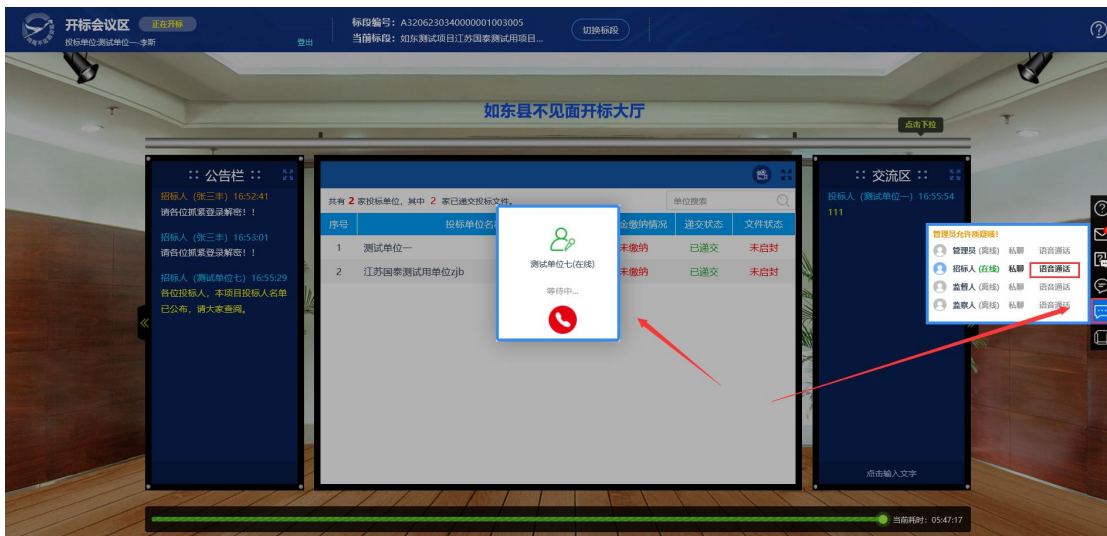 开标会议区 正在开标
投标单位:测试单位一-李斯 登出
标段编号：A3206230340000001003005
当前标段：如东测试项目江苏国泰测试用项目...
切换标段
如东县不见面开标大厅
点击下拉
:: 公告栏 ::
招标人 (张三丰) 16:52:41
请各位抓紧登录解密！！
招标人 (张三丰) 16:53:01
请各位抓紧登录解密！！
招标人 (测试单位七) 16:55:29
各位投标人，本项目投标人名单
已公布，请大家查阅。
共有 2 家投标单位，其中 2 家已递交投标文件。 单位搜索
序号 投标单位名 金缴纳情况 递交状态 文件状态
1 测试单位一 未缴纳 已递交 未启封
2 江苏国泰测试用单位zjb 未缴纳 已递交 未启封
测试单位七(在线)
等待中...
:: 交流区 ::
投标人 (测试单位一) 16:55:54
111
管理员允许质疑喽!
管理员 (离线) 私聊 语音通话
招标人 (在线) 私聊 语音通话
监督人 (离线) 私聊 语音通话
监察人 (离线) 私聊 语音通话
点击输入文字
当前耗时：05:47:17